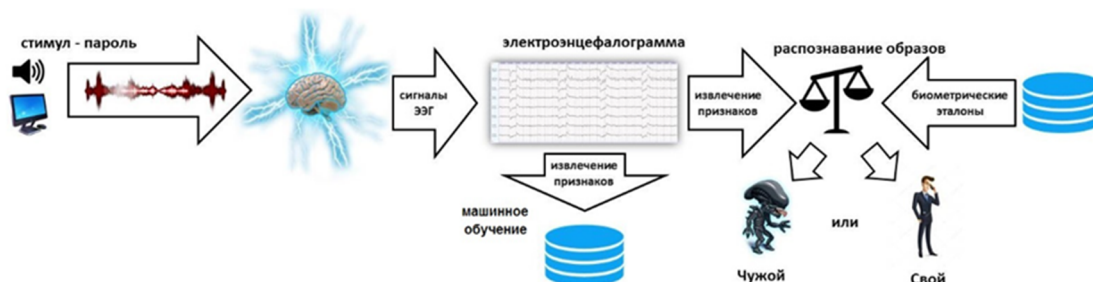 стимул - пароль
сигналы
ЭЭГ
электроэнцефалограмма
извлечение
признаков
машинное
обучение
извлечение
признаков
распознавание образов
биометрические
эталоны
или
Чужой
Свой